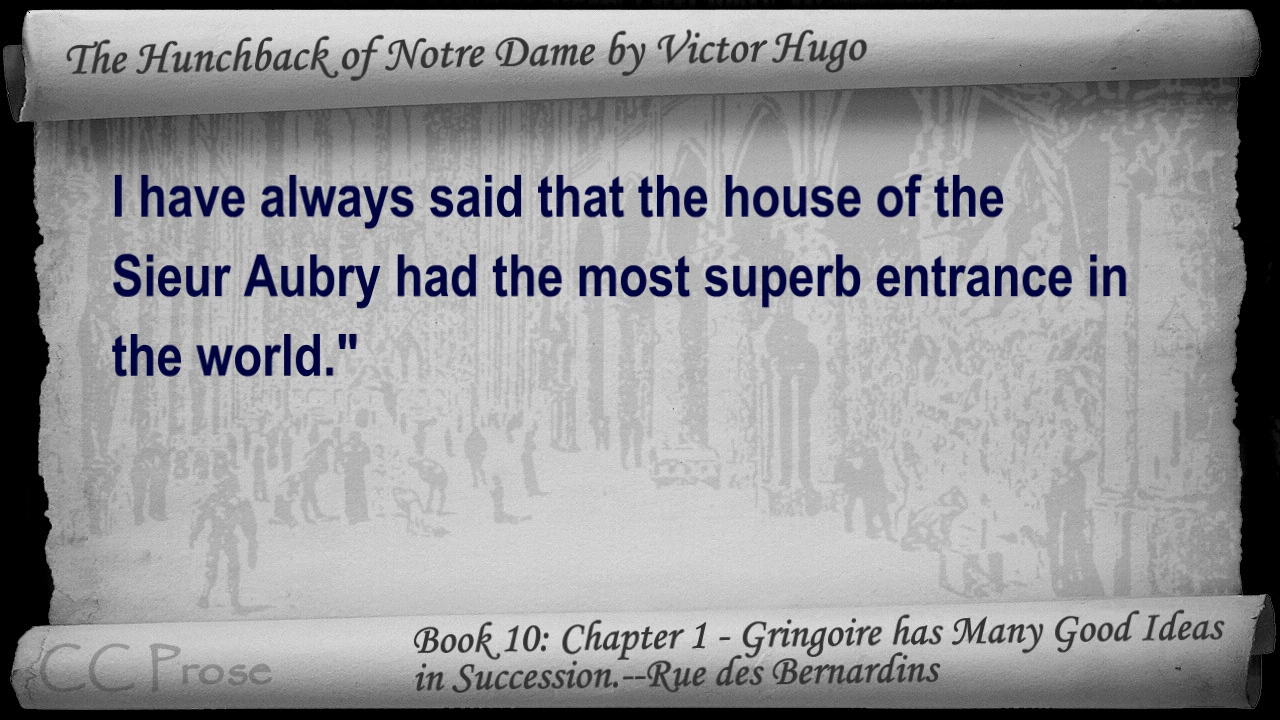 The Hunchback of Notre Dame by Victor Hugo
I have always said that the house of the
Sieur Aubry had the most superb entrance in
the world."
Book 10: Chapter 1 - Gringoire has Many Good Ideas
in Succession.--Rue des Bernardins
CC Prose